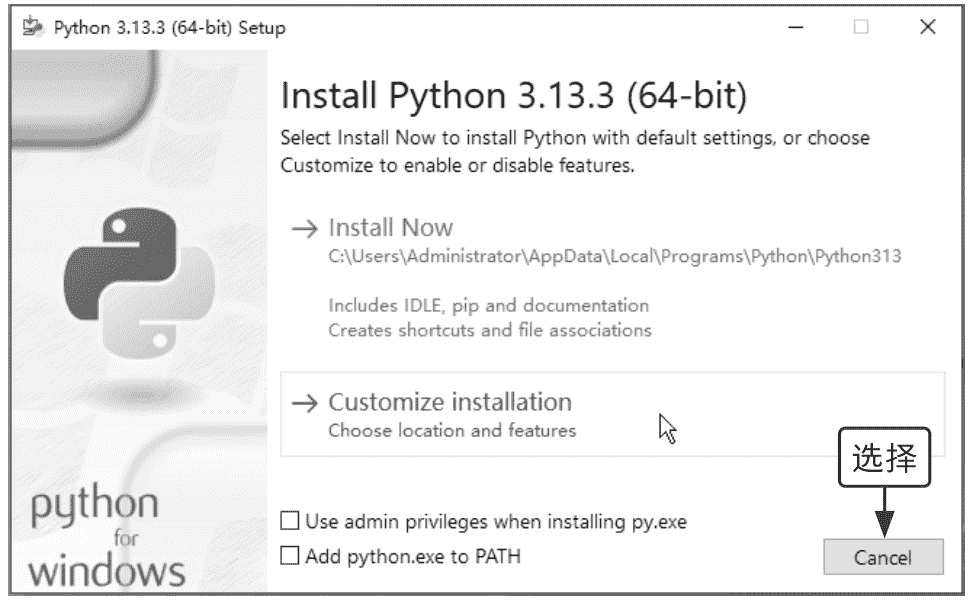 Python 3.13.3 (64-bit) Setup
Install Python 3.13.3 (64-bit)
Select Install Now to install Python with default settings, or choose
Customize to enable or disable features.
Install Now
C:\Users\Administrator\AppData\Local\Programs\Python\Python313
Includes IDLE, pip and documentation
Creates shortcuts and file associations
Customize installation
Choose location and features
选择
python
for
windows
Use admin privileges when installing py.exe
Add python.exe to PATH
Cancel